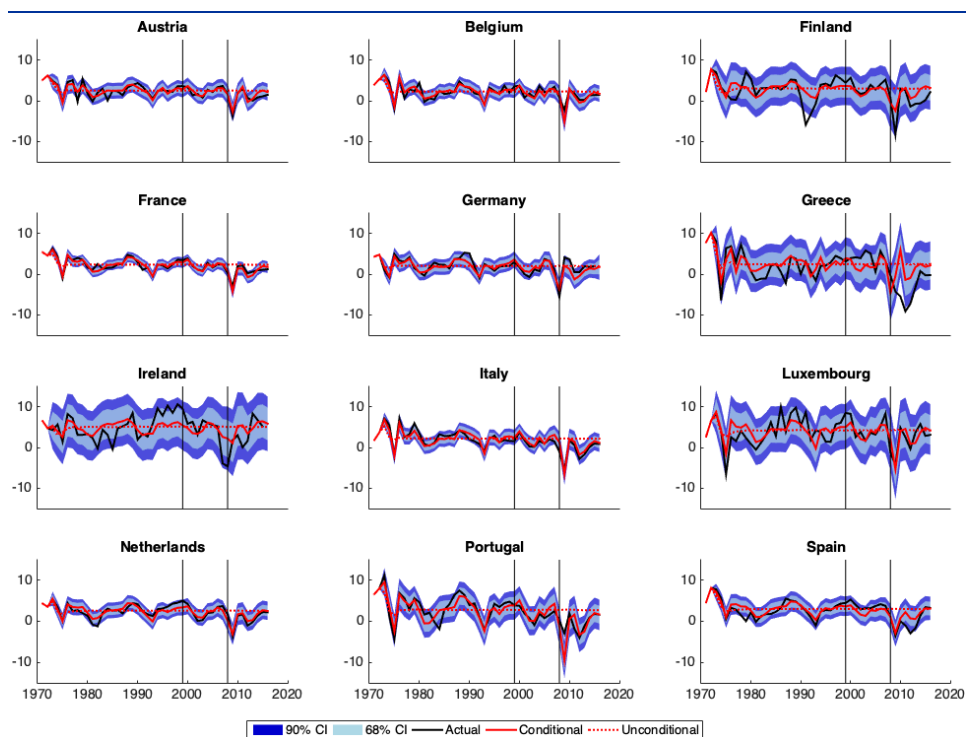 Austria Belgium Finland
10 10 10
0 0 0
-10 -10 -10
France Germany Greece
10 10 10
0 0 0
-10 -10 -10
Ireland Italy Luxembourg
10 10 10
0 0 0
-10 -10 -10
Netherlands Portugal Spain
10 10 10
0 0 0
-10 -10 -10
1970 1980 1990 2000 2010 2020 1970 1980 1990 2000 2010 2020 1970 1980 1990 2000 2010 2020
90% CI 68% CI Actual Conditional Unconditional